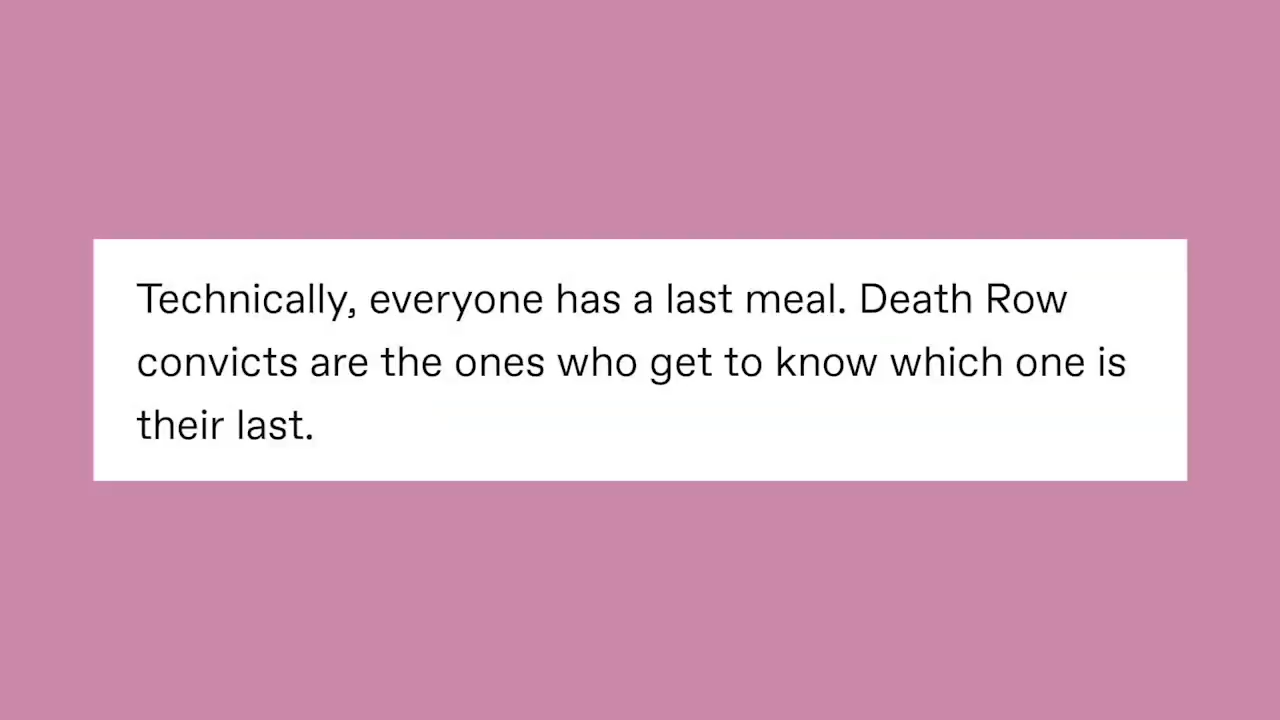 Technically, everyone has a last meal. Death Row
convicts are the ones who get to know which one is
their last.